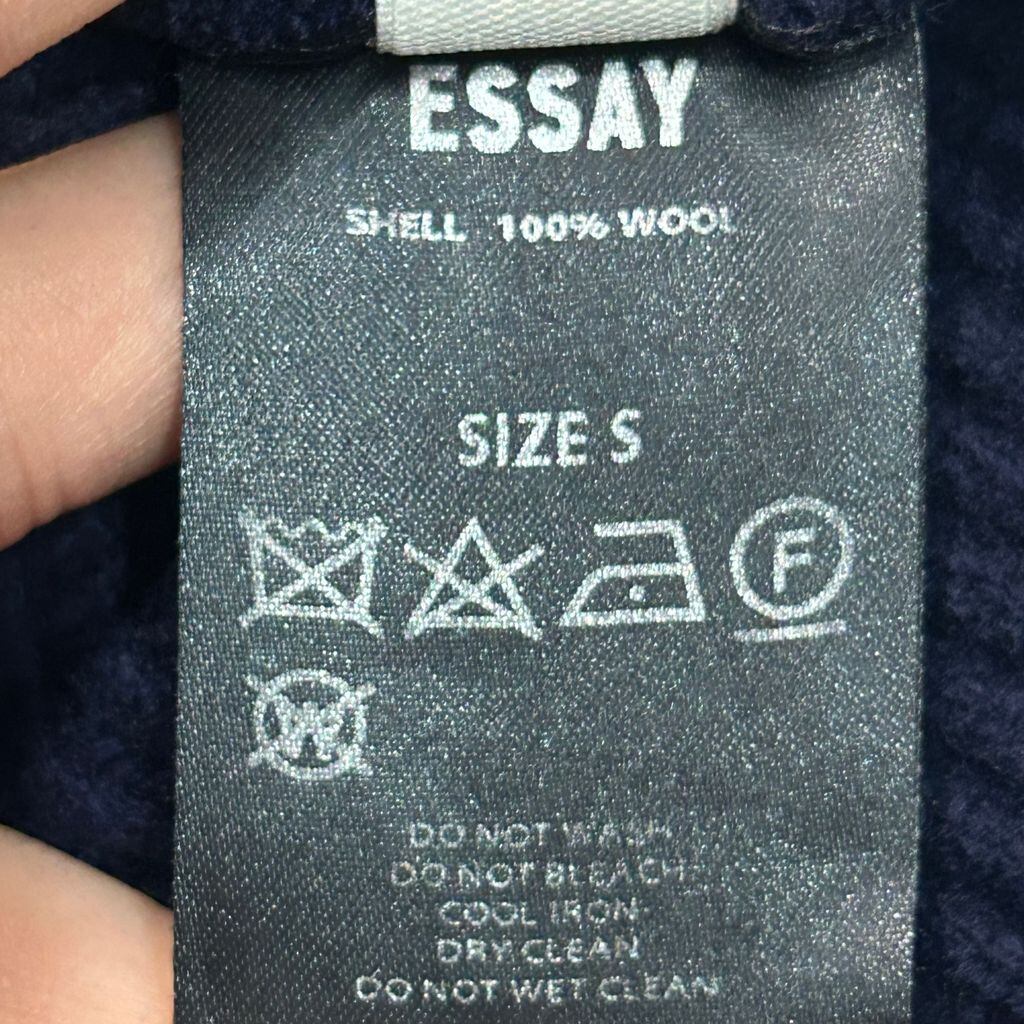 ESSAY
SHELL 100% WOOL
SIZE S
F
W
DO NOT WASH
DO NOT BLEACH
COOL IRON
DRY CLEAN
DO NOT WET CLEAN